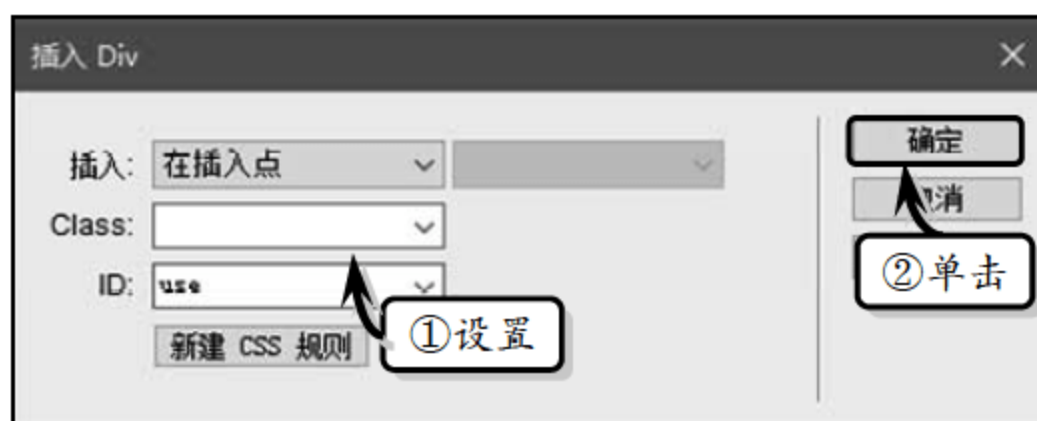 插入 Div
插入: 在插入点
确定
消
Class:
②单击
ID: use
①设置
新建 CSS 规则